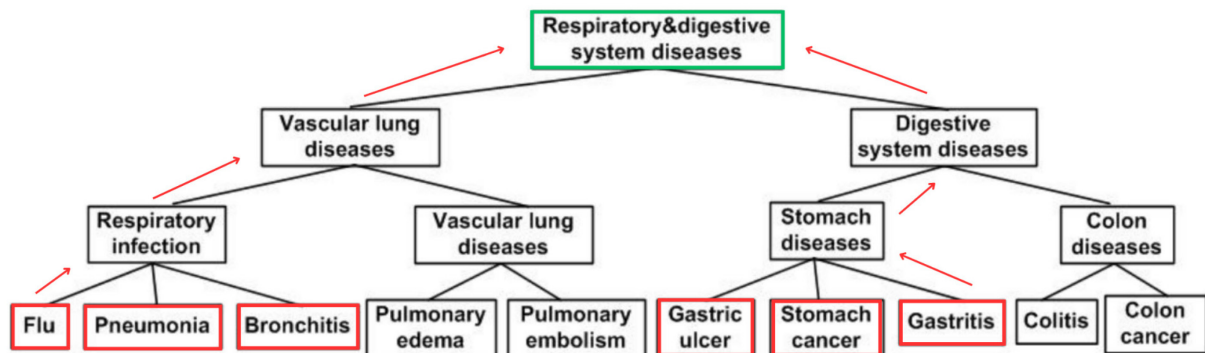 Respiratory&digestive
system diseases
Vascular lung
diseases
Digestive
system diseases
Respiratory
infection
Vascular lung
diseases
Stomach
diseases
Colon
diseases
Flu
Pneumonia
Bronchitis
Pulmonary
edema
Pulmonary
embolism
Gastric
ulcer
Stomach
cancer
Gastritis
Colitis
Colon
cancer